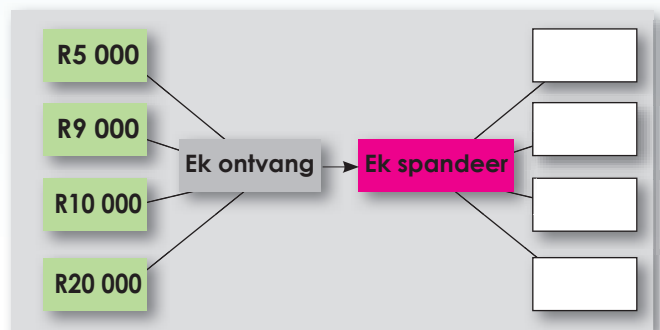 R5 000
R9 000
R10 000
R20 000
Ek ontvang
Ek spandeer